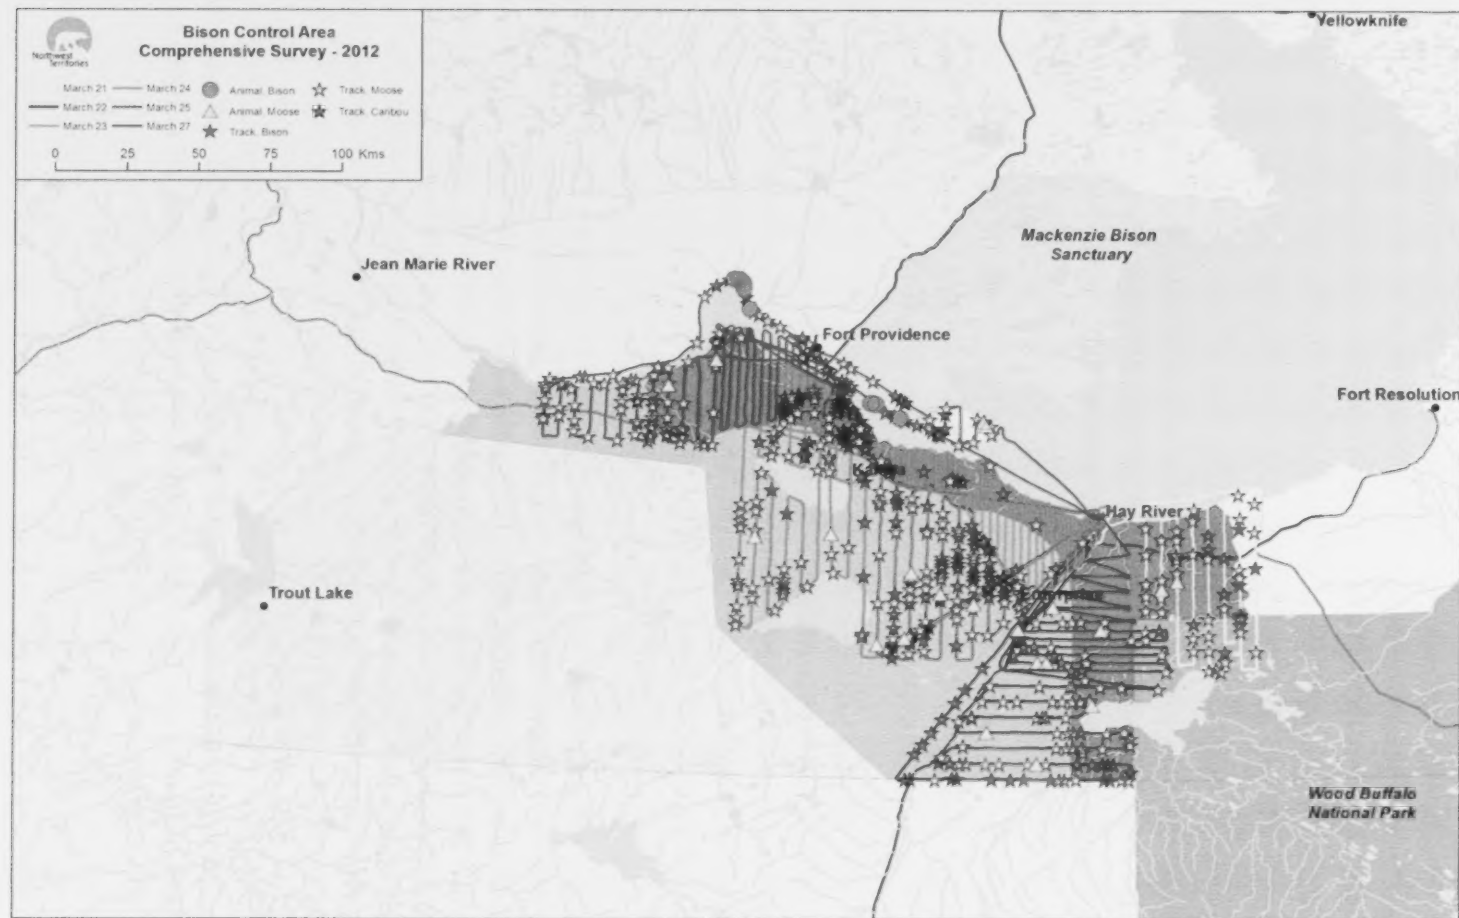 Bison Control Area
Comprehensive Survey - 2012
Northwest
Territories
March 21
March 24
Animal, Bison
Track, Moose
March 22
March 25
Animal, Moose
Track, Caribou
March 23
March 27
Track, Bison
0 25 50 75 100 Kms
Yellowknife
Mackenzie Bison
Sanctuary
Jean Marie River
Fort Providence
Fort Resolution
Hay River
Trout Lake
Wood Buffalo
National Park